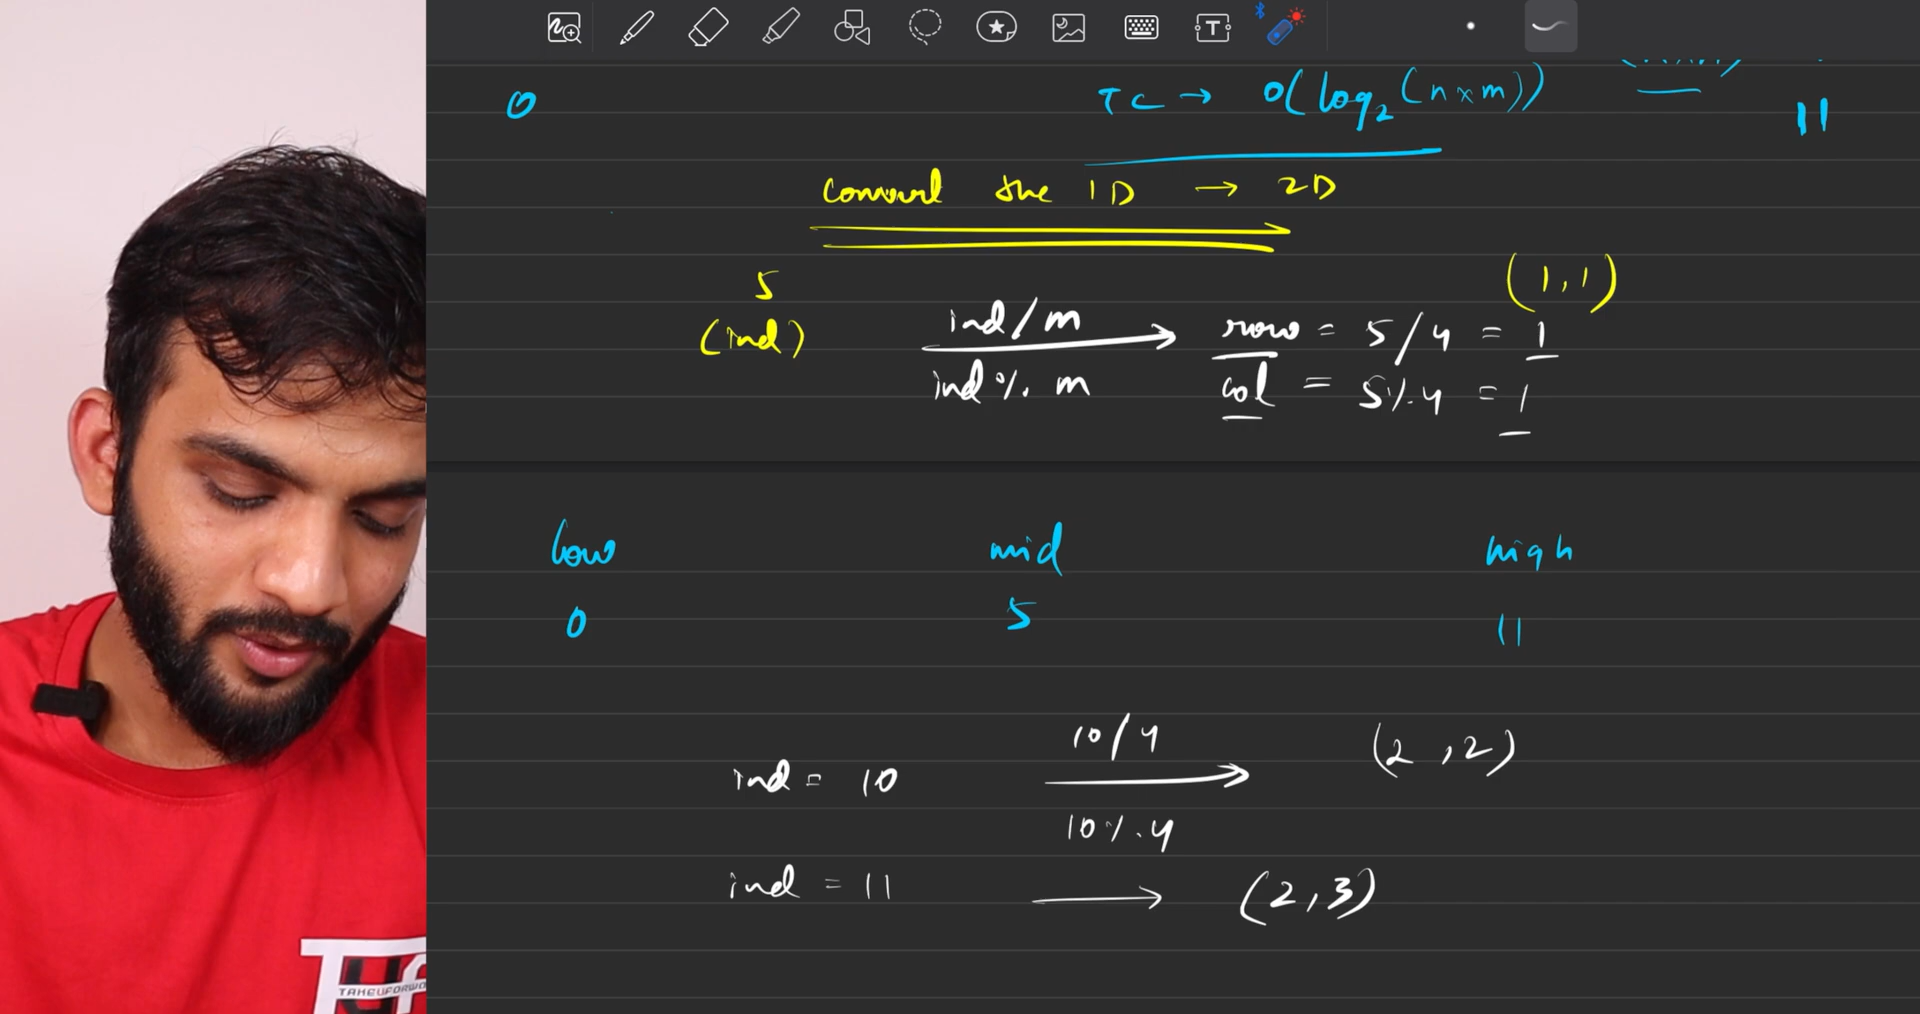 0 TC → O(log₂(n×m)) 11
Convert the 1D → 2D
5 (1,1)
(ind) ind/m row = 5/4 = 1
ind % m col = 5%4 = 1
low mid high
0 5 11
10/4 (2,2)
ind = 10
10%4
ind = 11 → (2,3)
TAKEUFORWA